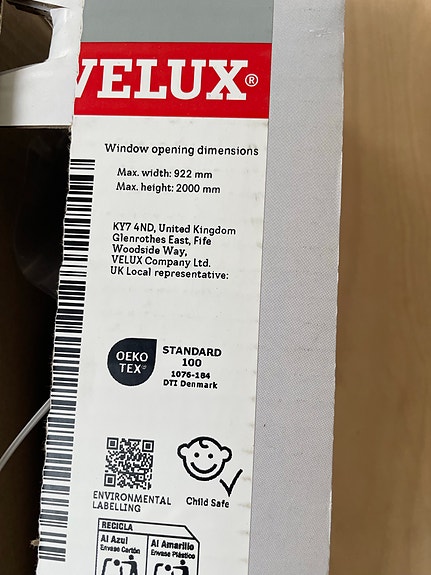 VELUX®
Window opening dimensions
Max. width: 922 mm
Max. height: 2000 mm
KY7 4ND, United Kingdom
Glenrothes East, Fife
Woodside Way,
VELUX Company Ltd.
UK Local representative:
OEKO
TEX®
STANDARD
100
1076-184
DTI Denmark
ENVIRONMENTAL
LABELLING
Child Safe
RECICLA
Al Azul
Envase Cartón
Al Amarillo
Envase Plástico